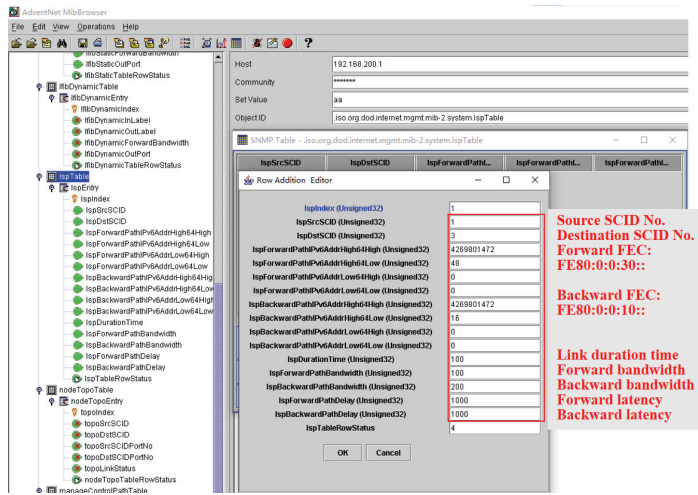 AdventNet MibBrowser
File Edit View Operations Help
lfibStaticForwardBandwidth
lfibStaticOutPort
lfibStaticTableRowStatus
lfibDynamicTable
lfibDynamicEntry
lfibDynamicIndex
lfibDynamicInLabel
lfibDynamicOutLabel
lfibDynamicForwardBandwidth
lfibDynamicOutPort
lfibDynamicTableRowStatus
lspTable
lspEntry
lspIndex
lspSrcSCID
lspDstSCID
lspForwardPathIPv6AddrHigh64High
lspForwardPathIPv6AddrHigh64Low
lspForwardPathIPv6AddrLow64High
lspForwardPathIPv6AddrLow64Low
lspBackwardPathIPv6AddrHigh64Hig
lspBackwardPathIPv6AddrHigh64Low
lspBackwardPathIPv6AddrLow64Hig
lspBackwardPathIPv6AddrLow64Low
lspDurationTime
lspForwardPathBandwidth
lspBackwardPathBandwidth
lspForwardPathDelay
lspBackwardPathDelay
lspTableRowStatus
nodeTopoTable
nodeTopoEntry
topoIndex
topoSrcSCID
topoDstSCID
topoSrcSCIDPortNo
topoDstSCIDPortNo
topoLinkStatus
nodeTopoTableRowStatus
manageControlPathTable
Host 192.168.200.1
Community *******
Set Value aa
Object ID .iso.org.dod.internet.mgmt.mib-2.system.lspTable
SNMP Table - .iso.org.dod.internet.mgmt.mib-2.system.lspTable
lspSrcSCID lspDstSCID lspForwardPathI... lspForwardPathI... lspForwardPathI...
Row Addition Editor
lspIndex (Unsigned32) 1
lspSrcSCID (Unsigned32) 1
lspDstSCID (Unsigned32) 3
lspForwardPathIPv6AddrHigh64High (Unsigned32) 4269801472
lspForwardPathIPv6AddrHigh64Low (Unsigned32) 48
lspForwardPathIPv6AddrLow64High (Unsigned32) 0
lspForwardPathIPv6AddrLow64Low (Unsigned32) 0
lspBackwardPathIPv6AddrHigh64High (Unsigned32) 4269801472
lspBackwardPathIPv6AddrHigh64Low (Unsigned32) 16
lspBackwardPathIPv6AddrLow64High (Unsigned32) 0
lspBackwardPathIPv6AddrLow64Low (Unsigned32) 0
lspDurationTime (Unsigned32) 100
lspForwardPathBandwidth (Unsigned32) 100
lspBackwardPathBandwidth (Unsigned32) 200
lspForwardPathDelay (Unsigned32) 1000
lspBackwardPathDelay (Unsigned32) 1000
lspTableRowStatus 4
OK Cancel
Source SCID No.
Destination SCID No.
Forward FEC:
FE80:0:0:30::
Backward FEC:
FE80:0:0:10::
Link duration time
Forward bandwidth
Backward bandwidth
Forward latency
Backward latency